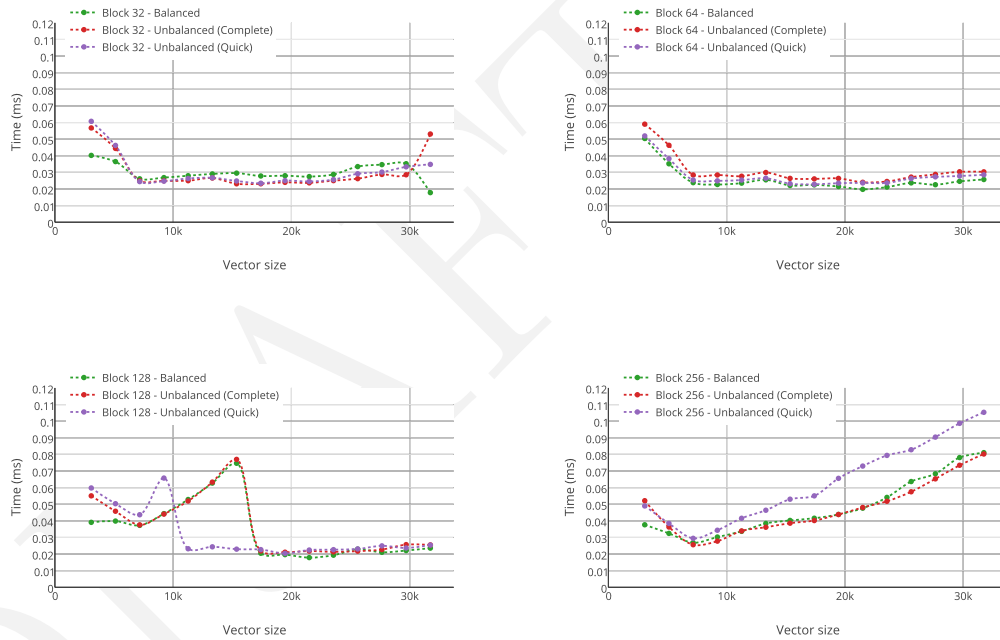 Block 32 - Balanced
Block 32 - Unbalanced (Complete)
Block 32 - Unbalanced (Quick)
0.12
0.11
0.1
0.09
0.08
0.07
0.06
0.05
0.04
0.03
0.02
0.01
0
0
10k
20k
30k
Time (ms)
Vector size
Block 64 - Balanced
Block 64 - Unbalanced (Complete)
Block 64 - Unbalanced (Quick)
0.12
0.11
0.1
0.09
0.08
0.07
0.06
0.05
0.04
0.03
0.02
0.01
0
0
10k
20k
30k
Time (ms)
Vector size
Block 128 - Balanced
Block 128 - Unbalanced (Complete)
Block 128 - Unbalanced (Quick)
0.12
0.11
0.1
0.09
0.08
0.07
0.06
0.05
0.04
0.03
0.02
0.01
0
0
10k
20k
30k
Time (ms)
Vector size
Block 256 - Balanced
Block 256 - Unbalanced (Complete)
Block 256 - Unbalanced (Quick)
0.12
0.11
0.1
0.09
0.08
0.07
0.06
0.05
0.04
0.03
0.02
0.01
0
0
10k
20k
30k
Time (ms)
Vector size